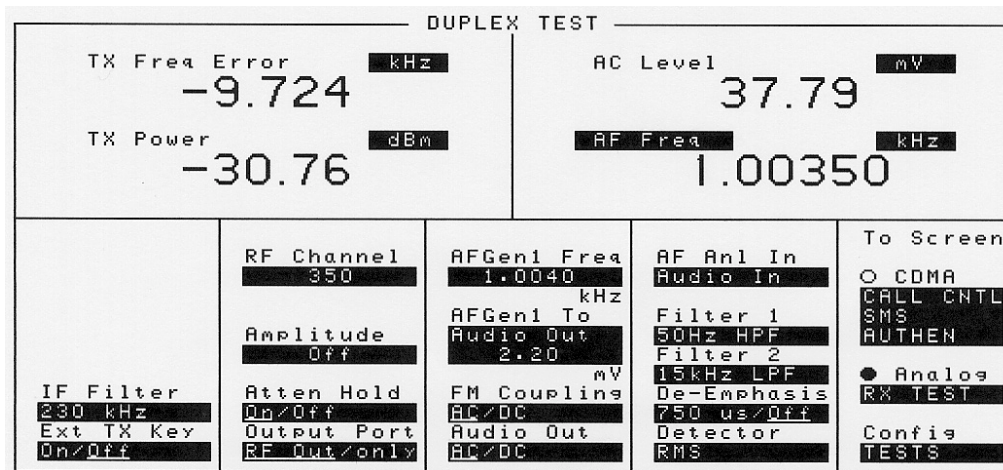 DUPLEX TEST
TX Freq Error kHz
-9.724
TX Power dBm
-30.76
AC Level mV
37.79
AF Freq kHz
1.00350
IF Filter
230 kHz
Ext TX Key
On/Off
RF Channel
350
Amplitude
Off
Atten Hold
On/Off
Output Port
RF Out/only
AFGen1 Freq
1.0040
kHz
AFGen1 To
Audio Out
2.20
mV
FM Coupling
AC/DC
Audio Out
AC/DC
AF Anl In
Audio In
Filter 1
50Hz HPF
Filter 2
15kHz LPF
De-Emphasis
750 us/Off
Detector
RMS
To Screen
CDMA
CALL CNTL
SMS
AUTHEN
Analog
RX TEST
Config
TESTS